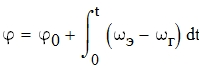 φ = φ₀ + ∫₀ᵗ (ωэ − ωг) dt